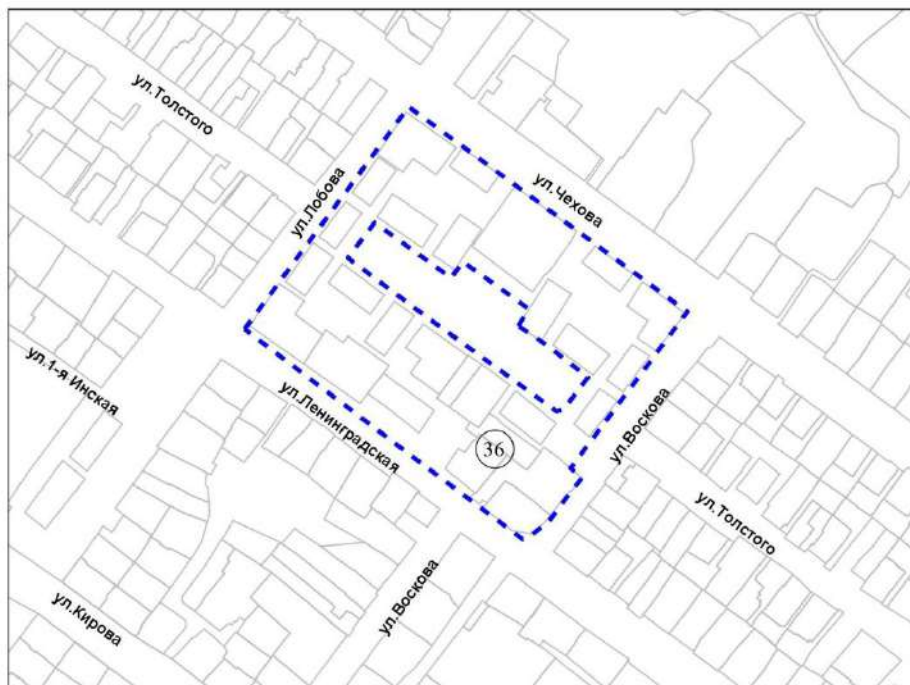 ул.Толстого
ул.Лобова
ул.Чехова
ул.1-я Инская
ул.Ленинградская
ул.Воскова
36
ул.Толстого
ул.Воскова
ул.Кирова